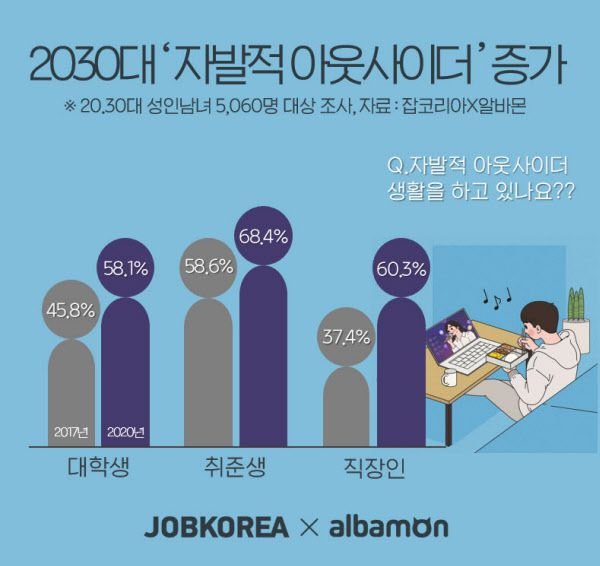 2030대 ‘자발적 아웃사이더’ 증가
※ 20.30대 성인남녀 5,060명 대상 조사, 자료 : 잡코리아X알바몬
Q.자발적 아웃사이더
생활을 하고 있나요??
45.8% 58.1% 58.6% 68.4% 37.4% 60.3%
2017년 2020년
대학생 취준생 직장인
JOBKOREA × albamon